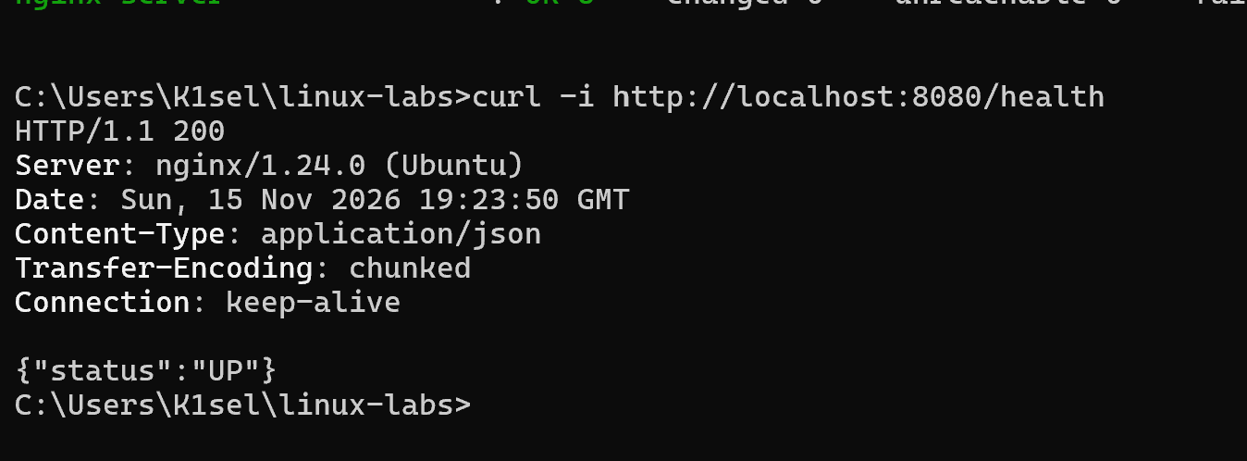 C:\Users\K1sel\linux-labs>curl -i http://localhost:8080/health
HTTP/1.1 200
Server: nginx/1.24.0 (Ubuntu)
Date: Sun, 15 Nov 2026 19:23:50 GMT
Content-Type: application/json
Transfer-Encoding: chunked
Connection: keep-alive
{"status":"UP"}
C:\Users\K1sel\linux-labs>